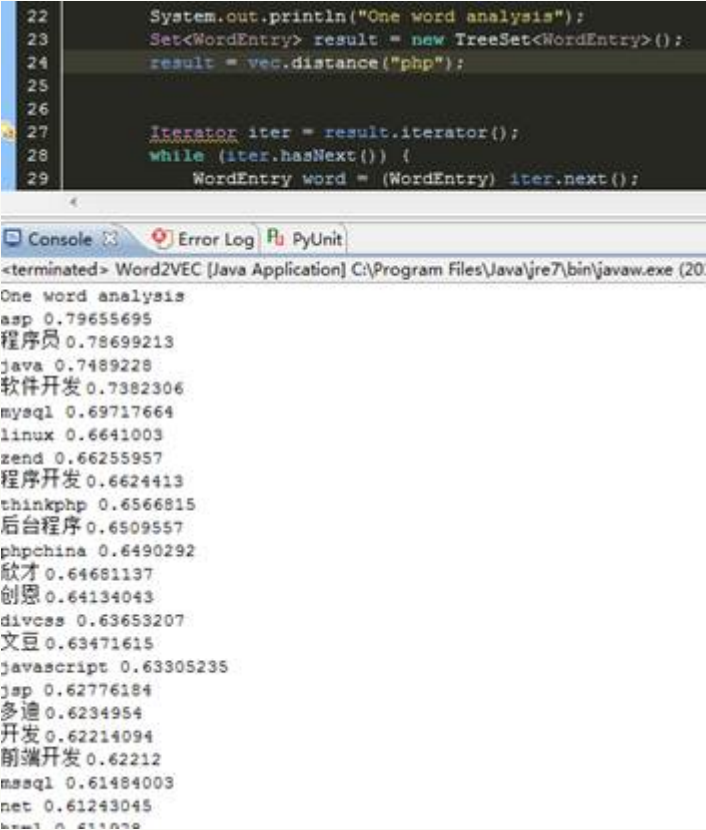 22 System.out.println("One word analysis");
23 Set<WordEntry> result = new TreeSet<WordEntry>();
24 result = vec.distance("php");
25
26
27 Iterator iter = result.iterator();
28 while (iter.hasNext()) {
29 WordEntry word = (WordEntry) iter.next();
Console Error Log Pu PyUnit
<terminated> Word2VEC [Java Application] C:\Program Files\Java\jre7\bin\javaw.exe (20
One word analysis
asp 0.79655695
程序员 0.78699213
java 0.7489228
软件开发 0.7382306
mysql 0.69717664
linux 0.6641003
zend 0.66255957
程序开发 0.6624413
thinkphp 0.6566815
后台程序 0.6509557
phpchina 0.6490292
欣才 0.64681137
创恩 0.64134043
divcss 0.63653207
文豆 0.63471615
javascript 0.63305235
jsp 0.62776184
多迪 0.6234954
开发 0.62214094
前端开发 0.62212
mssql 0.61484003
net 0.61243045
html 0.611928